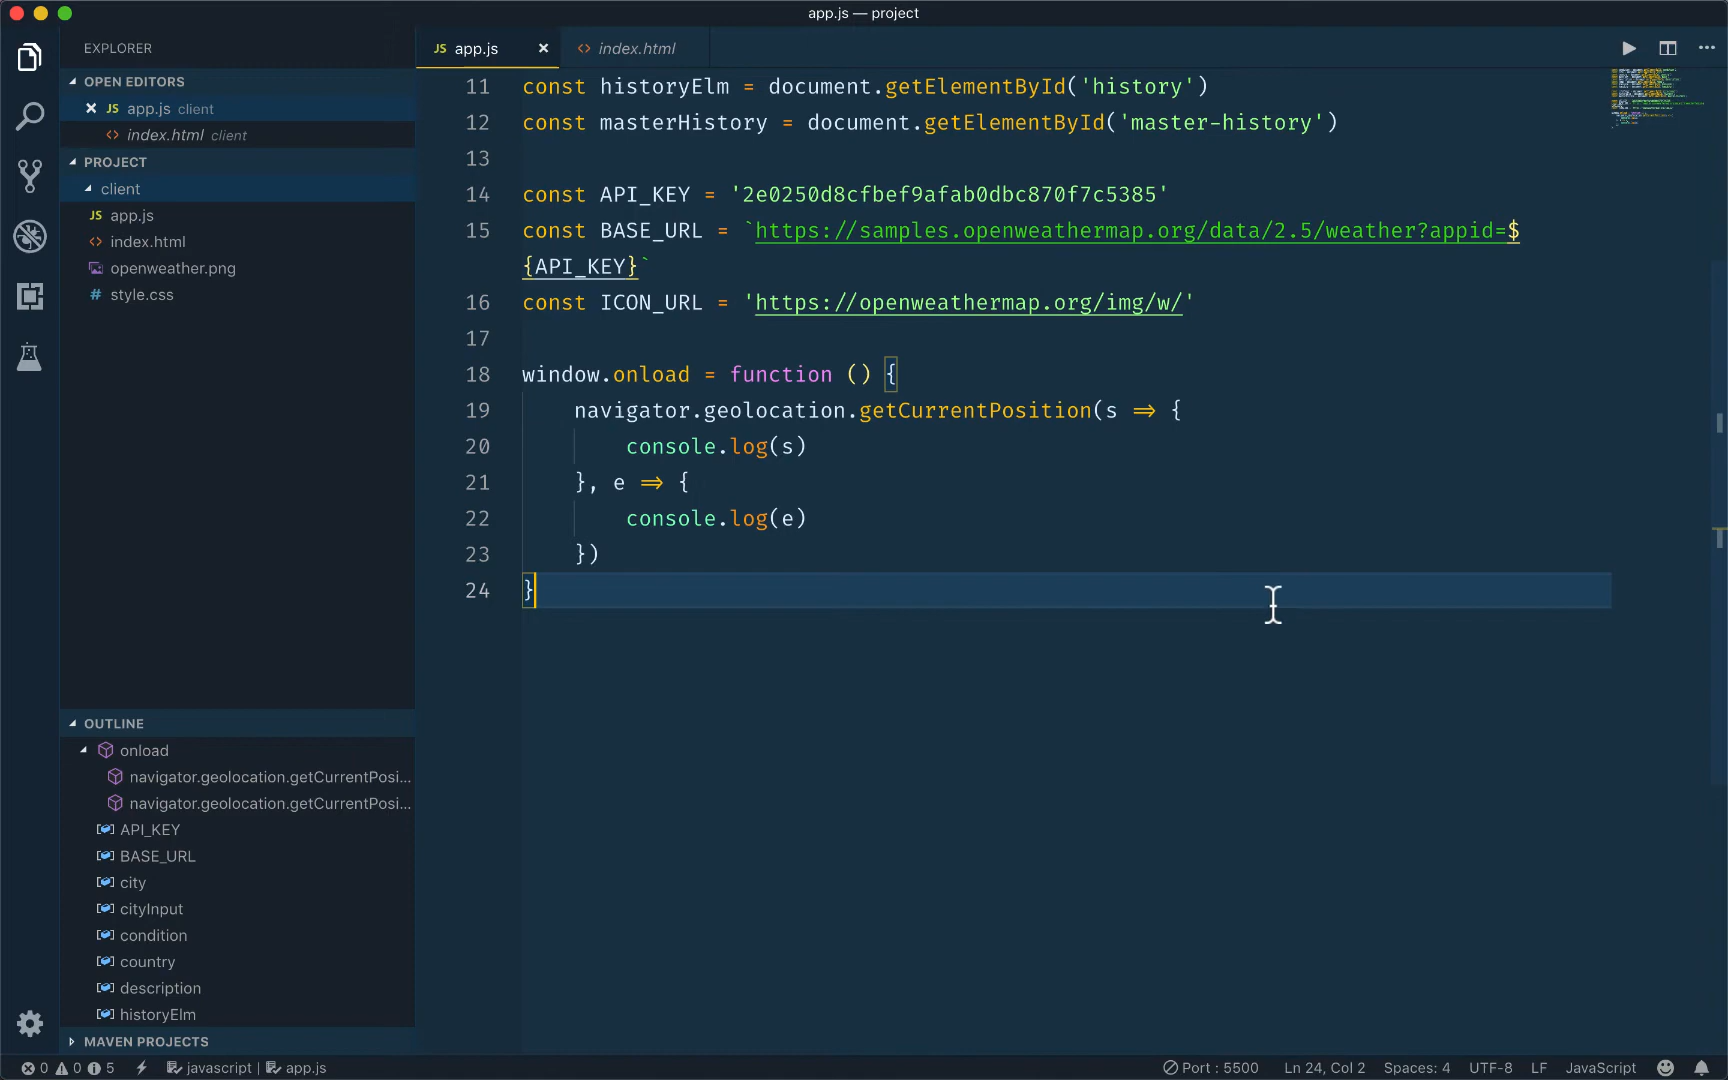 app.js — project
EXPLORER
OPEN EDITORS
JS app.js client
<> index.html client
PROJECT
client
JS app.js
<> index.html
openweather.png
# style.css
OUTLINE
onload
navigator.geolocation.getCurrentPosi...
navigator.geolocation.getCurrentPosi...
API_KEY
BASE_URL
city
cityInput
condition
country
description
historyElm
MAVEN PROJECTS
JS app.js
<> index.html
11 const historyElm = document.getElementById('history')
12 const masterHistory = document.getElementById('master-history')
13
14 const API_KEY = '2e0250d8cfbef9afab0dbc870f7c5385'
15 const BASE_URL = `https://samples.openweathermap.org/data/2.5/weather?appid=$
{API_KEY}`
16 const ICON_URL = 'https://openweathermap.org/img/w/'
17
18 window.onload = function () {
19 navigator.geolocation.getCurrentPosition(s => {
20 console.log(s)
21 }, e => {
22 console.log(e)
23 })
24 }
0 0 5 javascript | app.js
Port : 5500 Ln 24, Col 2 Spaces: 4 UTF-8 LF JavaScript